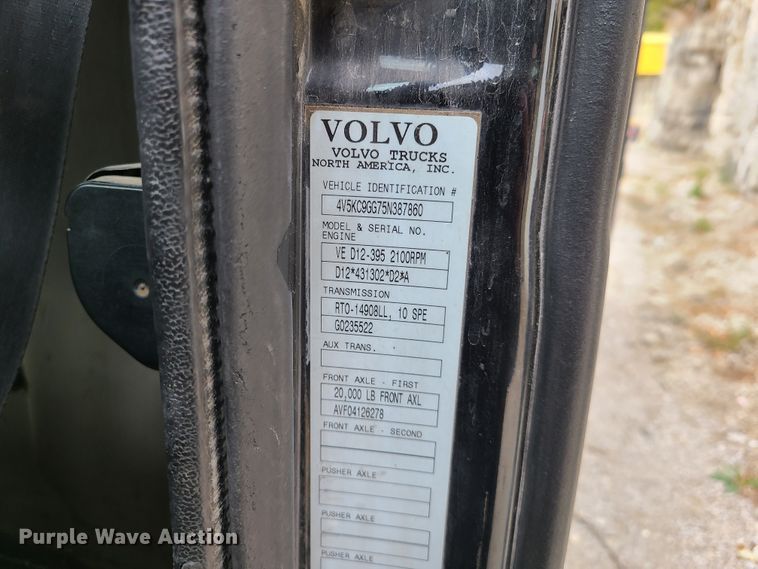 VOLVO
VOLVO TRUCKS
NORTH AMERICA, INC.
VEHICLE IDENTIFICATION #
4V5KC9GG75N387860
MODEL & SERIAL NO.
ENGINE
VE D12-395 2100RPM
D12*431302*D2*A
TRANSMISSION
RTO-14908LL, 10 SPE
G0235522
AUX TRANS.
FRONT AXLE - FIRST
20,000 LB FRONT AXL
AVF04126278
FRONT AXLE - SECOND
PUSHER AXLE
PUSHER AXLE
PUSHER AXLE
Purple Wave Auction